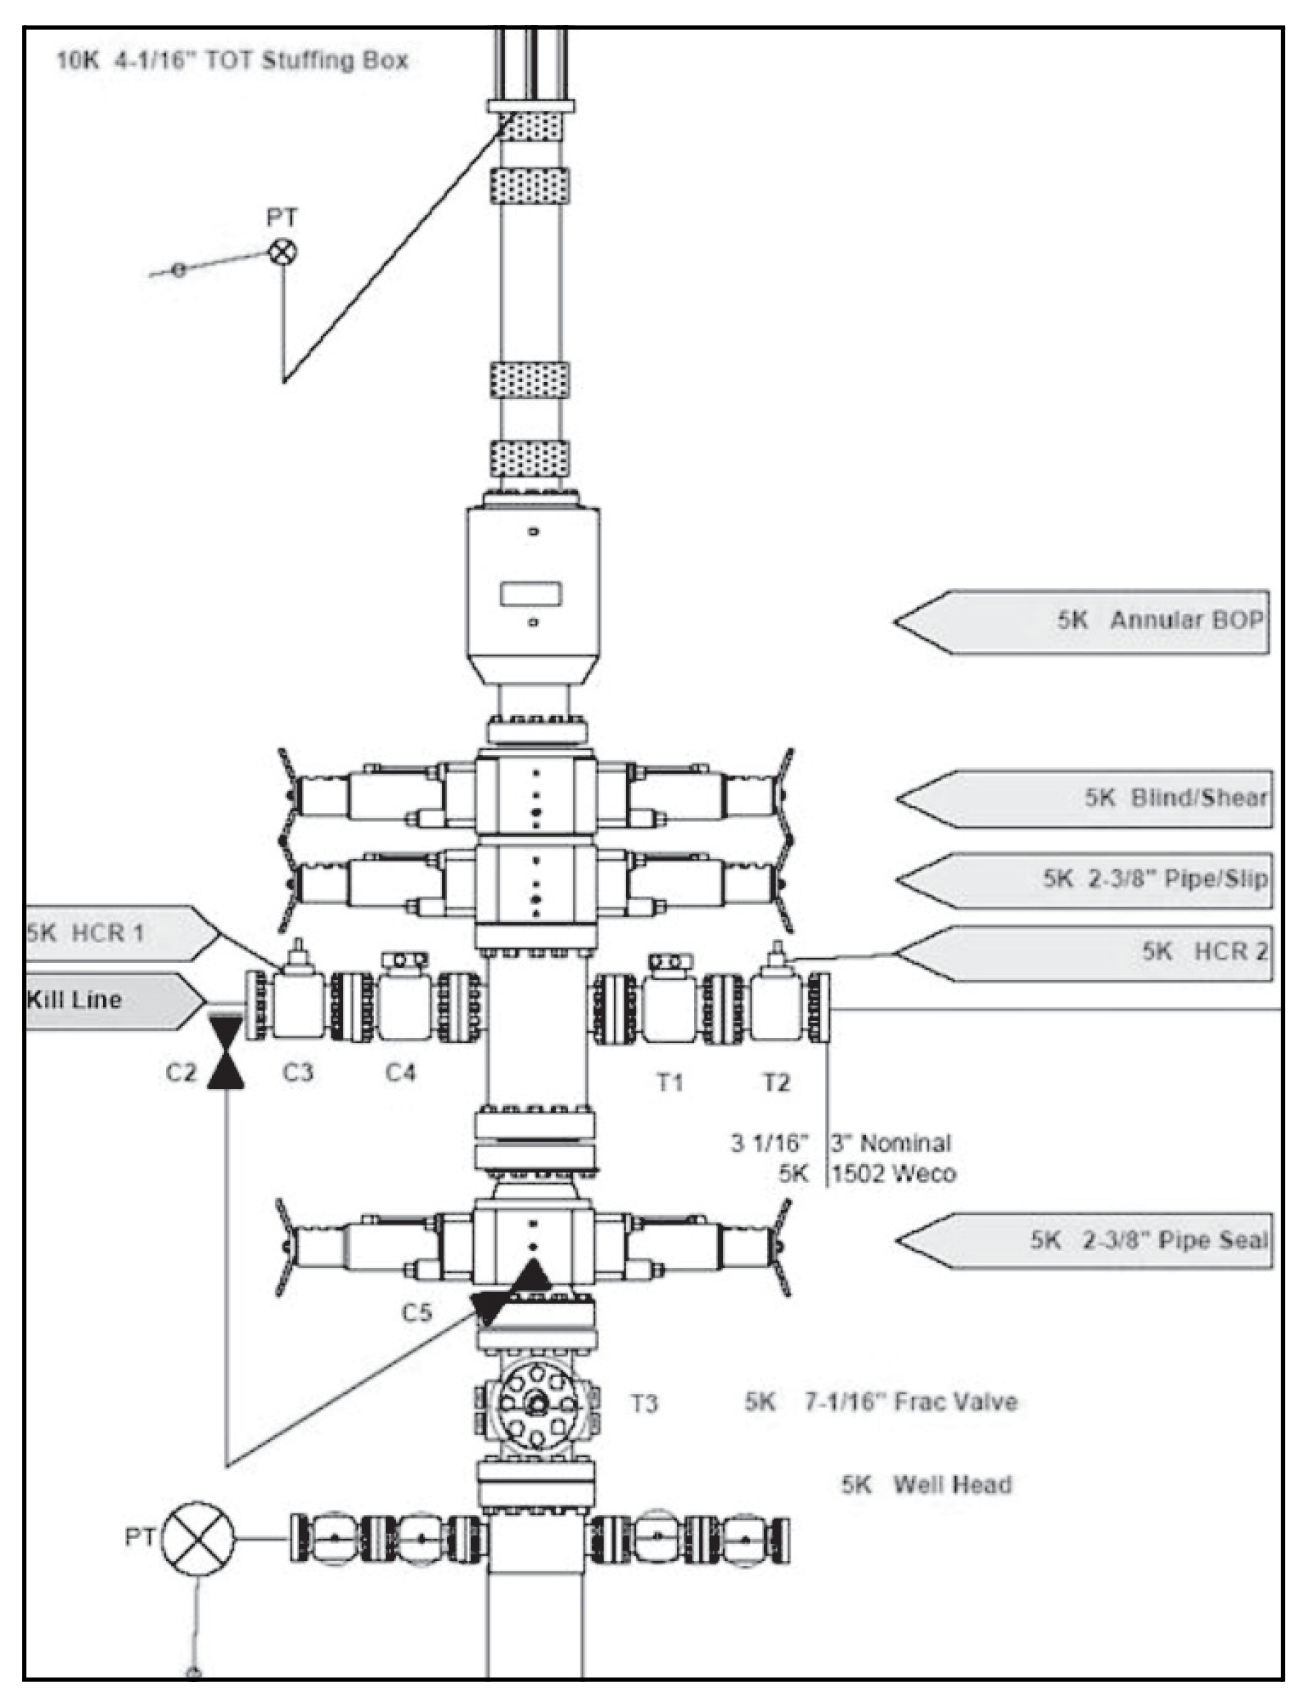 10K 4-1/16" TOT Stuffing Box
PT
5K Annular BOP
5K Blind/Shear
5K 2-3/8" Pipe/Slip
5K HCR 1
5K HCR 2
Kill Line
C2
C3
C4
T1
T2
3 1/16" 3" Nominal
5K 1502 Weco
5K 2-3/8" Pipe Seal
C5
T3
5K 7-1/16" Frac Valve
5K Well Head
PT